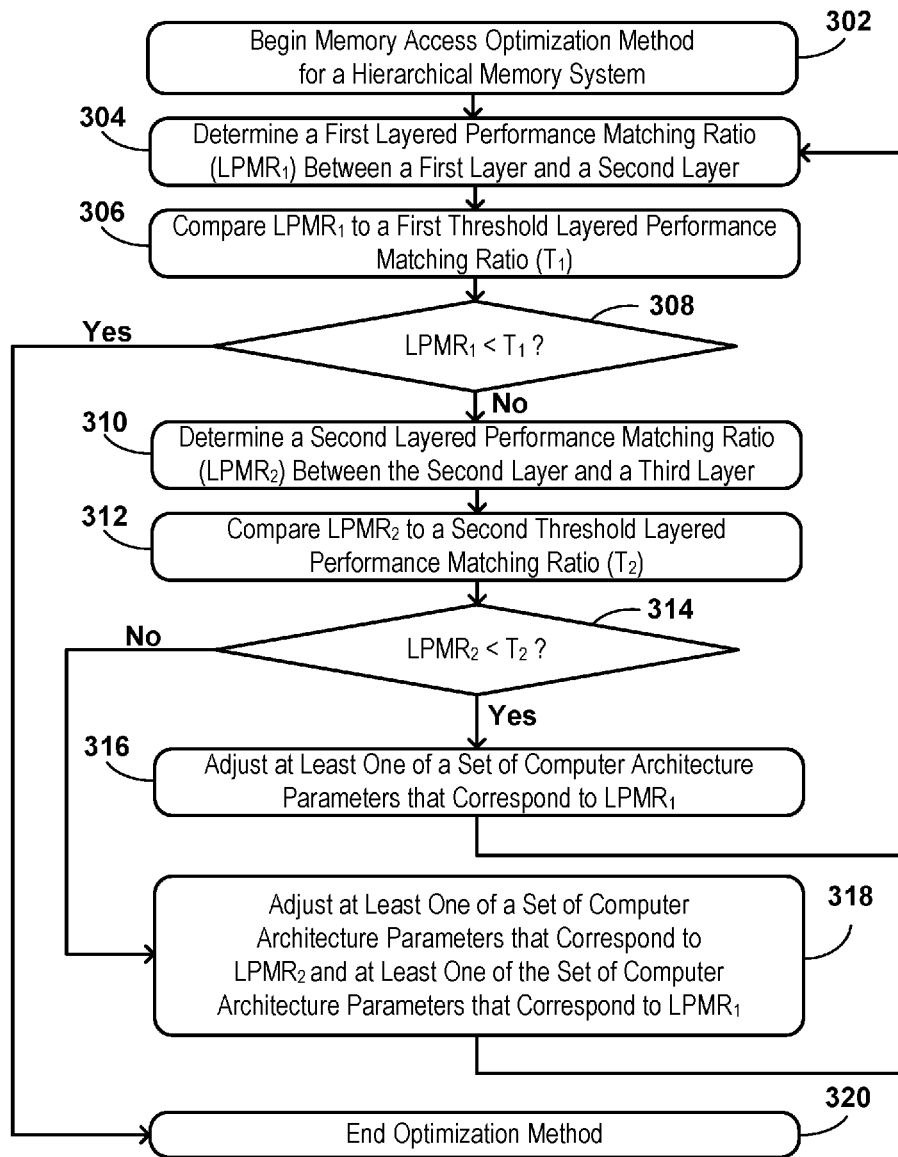 302
Begin Memory Access Optimization Method
for a Hierarchical Memory System
304
Determine a First Layered Performance Matching Ratio
(LPMR₁) Between a First Layer and a Second Layer
306
Compare LPMR₁ to a First Threshold Layered Performance
Matching Ratio (T₁)
308
Yes
LPMR₁ < T₁ ?
No
310
Determine a Second Layered Performance Matching Ratio
(LPMR₂) Between the Second Layer and a Third Layer
312
Compare LPMR₂ to a Second Threshold Layered
Performance Matching Ratio (T₂)
314
No
LPMR₂ < T₂ ?
Yes
316
Adjust at Least One of a Set of Computer Architecture
Parameters that Correspond to LPMR₁
318
Adjust at Least One of a Set of Computer
Architecture Parameters that Correspond to
LPMR₂ and at Least One of the Set of Computer
Architecture Parameters that Correspond to LPMR₁
320
End Optimization Method